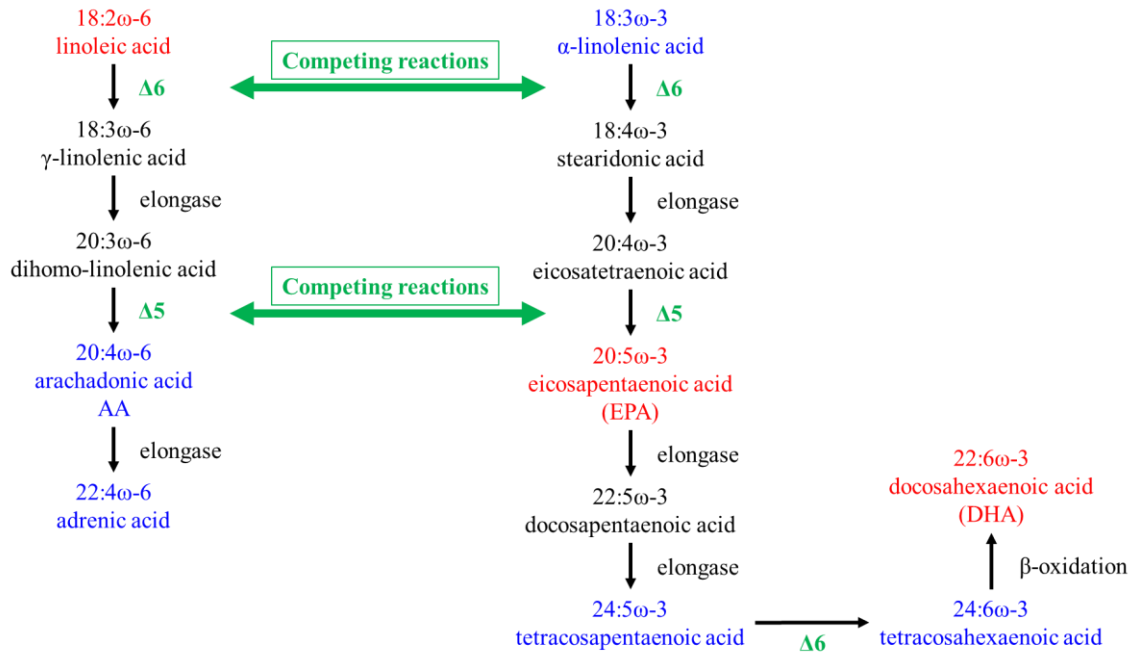 18:2ω-6
linoleic acid
Δ6
18:3ω-6
γ-linolenic acid
elongase
20:3ω-6
dihomo-linolenic acid
Δ5
20:4ω-6
arachadonic acid
AA
elongase
22:4ω-6
adrenic acid
Competing reactions
Competing reactions
18:3ω-3
α-linolenic acid
Δ6
18:4ω-3
stearidonic acid
elongase
20:4ω-3
eicosatetraenoic acid
Δ5
20:5ω-3
eicosapentaenoic acid
(EPA)
elongase
22:5ω-3
docosapentaenoic acid
elongase
24:5ω-3
tetracosapentaenoic acid
Δ6
24:6ω-3
tetracosahexaenoic acid
β-oxidation
22:6ω-3
docosahexaenoic acid
(DHA)